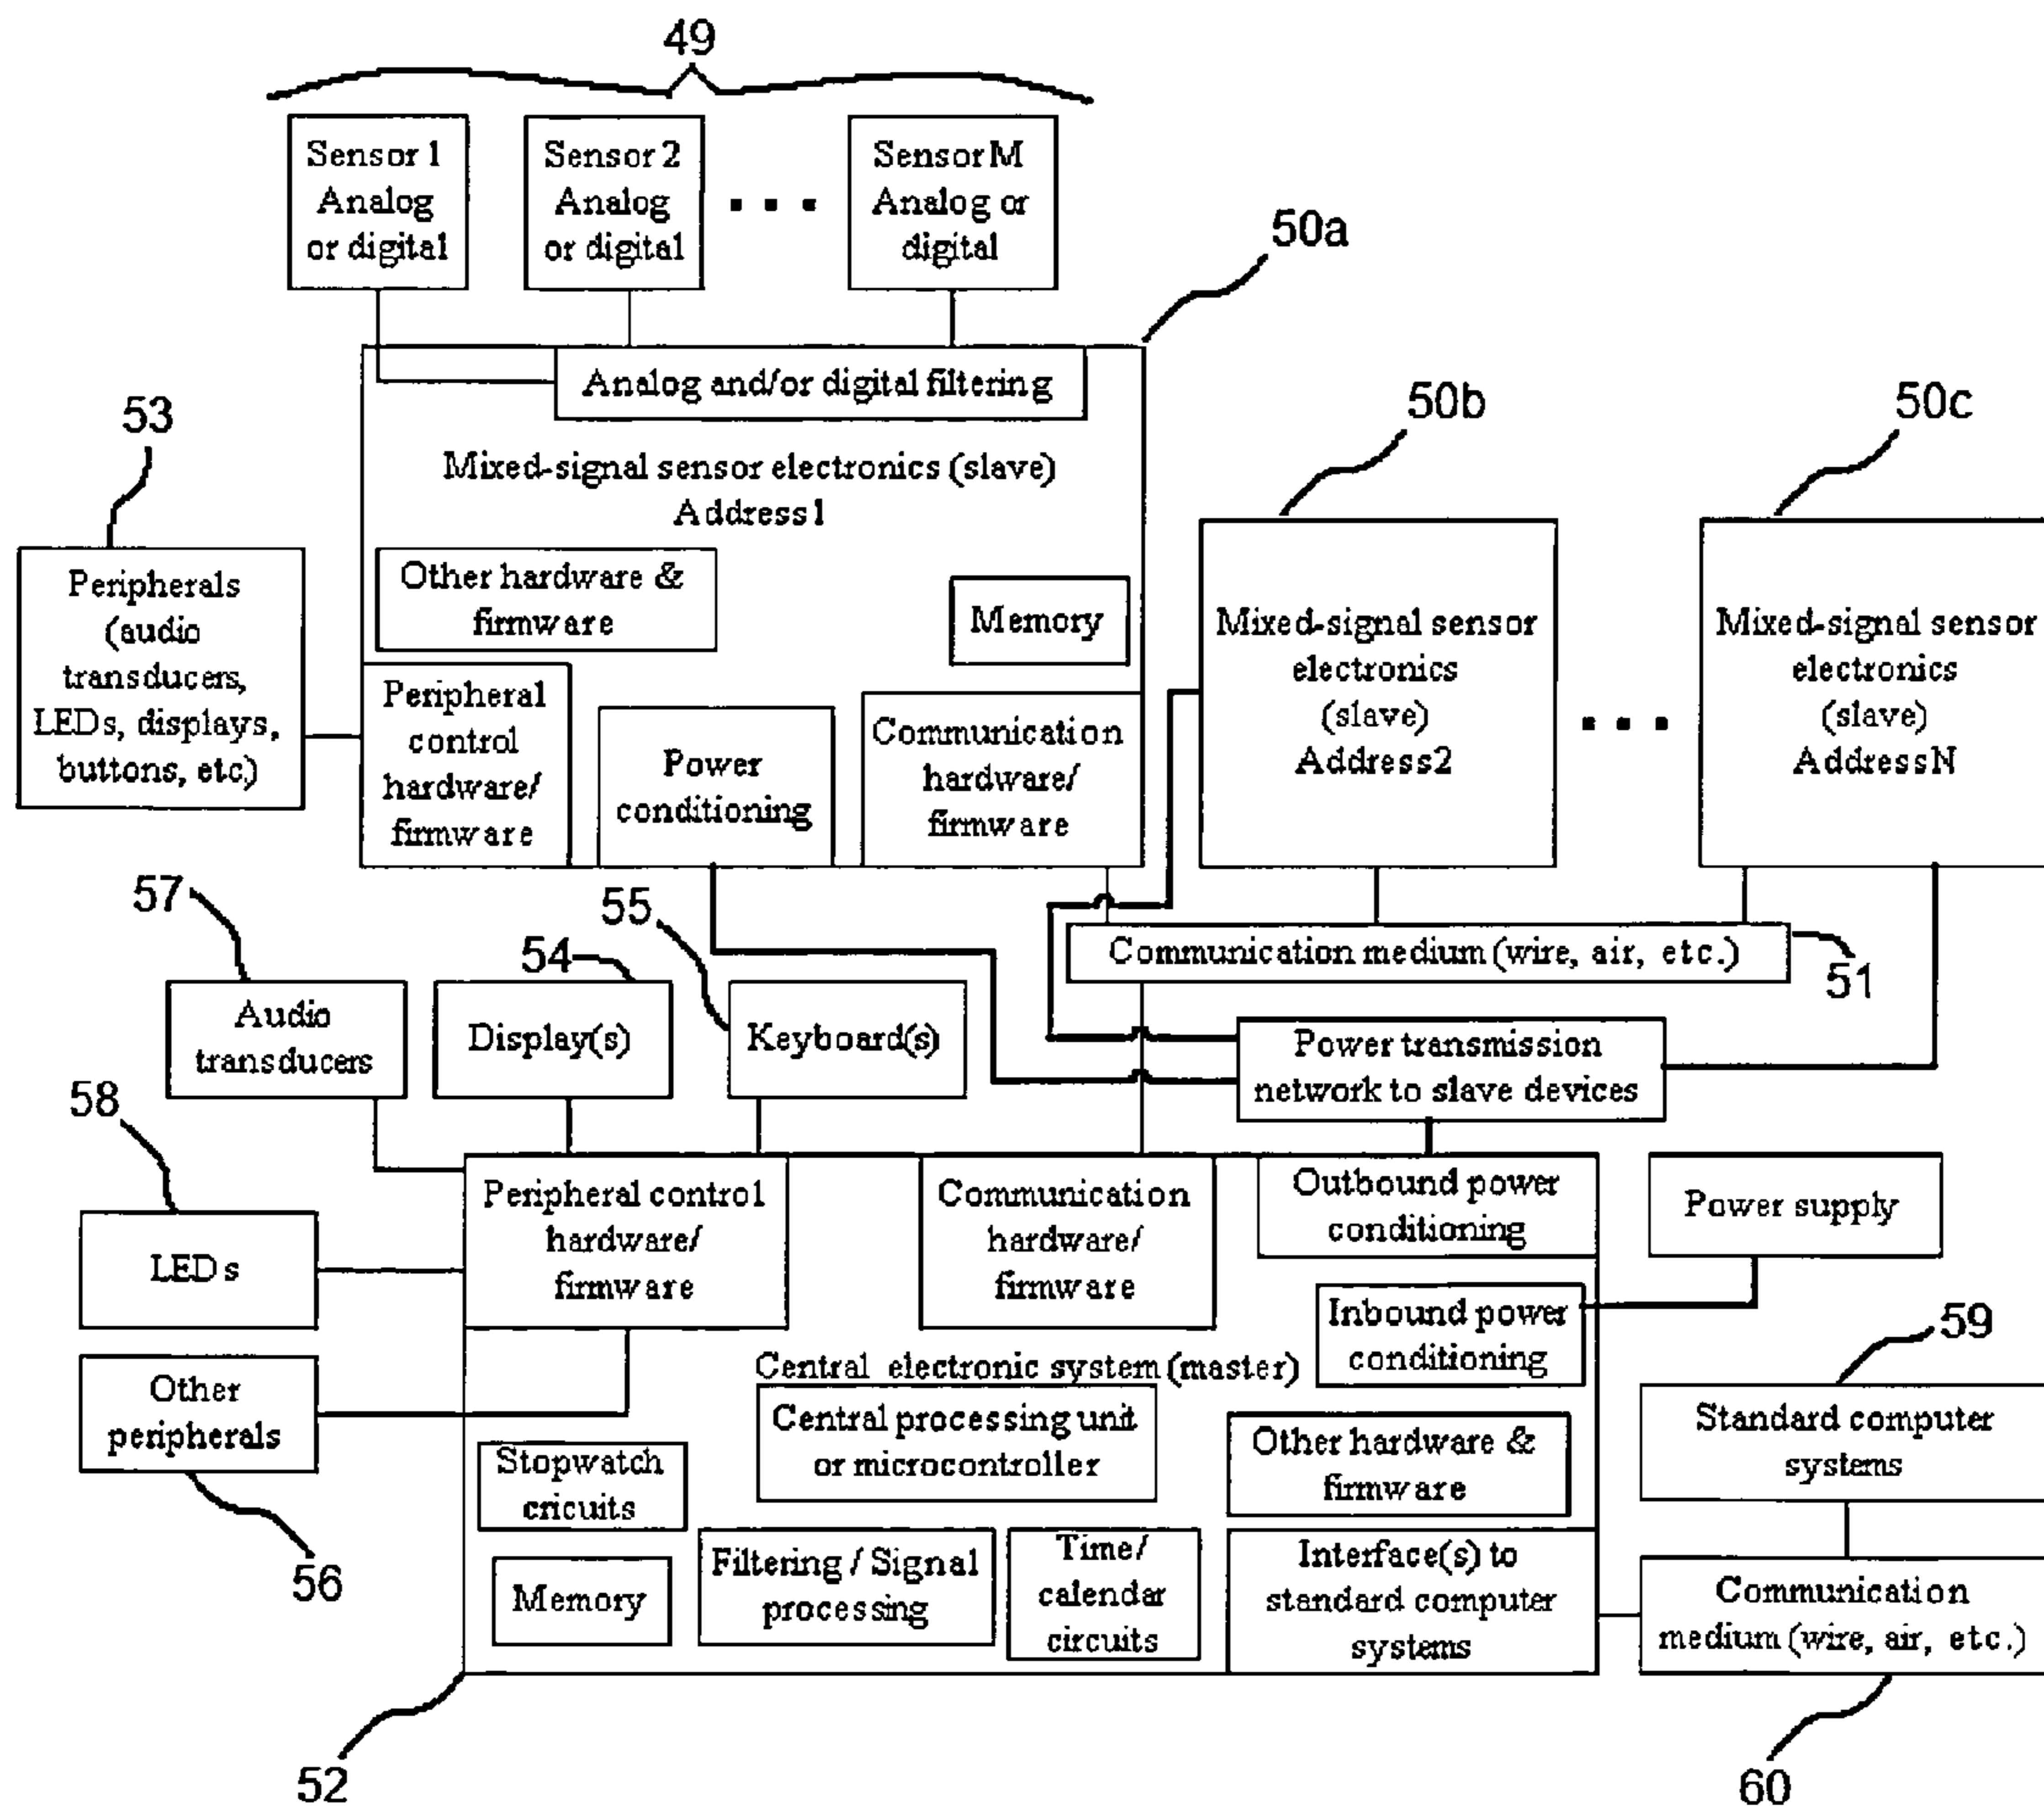 49
Sensor 1
Analog
or digital
Sensor 2
Analog
or digital
. . .
Sensor M
Analog or
digital
50a
Analog and/or digital filtering
Mixed-signal sensor electronics (slave)
Address1
Other hardware &
firmware
Memory
Peripheral
control
hardware/
firmware
Power
conditioning
Communication
hardware/
firmware
53
Peripherals
(audio
transducers,
LEDs, displays,
buttons, etc)
50b
Mixed-signal sensor
electronics
(slave)
Address2
. . .
50c
Mixed-signal sensor
electronics
(slave)
AddressN
Communication medium (wire, air, etc.)
51
57
Audio
transducers
54
Display(s)
55
Keyboard(s)
Power transmission
network to slave devices
58
LEDs
Other
peripherals
56
Peripheral control
hardware/
firmware
Communication
hardware/
firmware
Outbound power
conditioning
Inbound power
conditioning
Power supply
Central electronic system (master)
Central processing unit
or microcontroller
Other hardware &
firmware
Stopwatch
cricuits
Memory
Filtering / Signal
processing
Time/
calendar
circuits
Interface(s) to
standard computer
systems
59
Standard computer
systems
Communication
medium (wire, air, etc.)
52
60